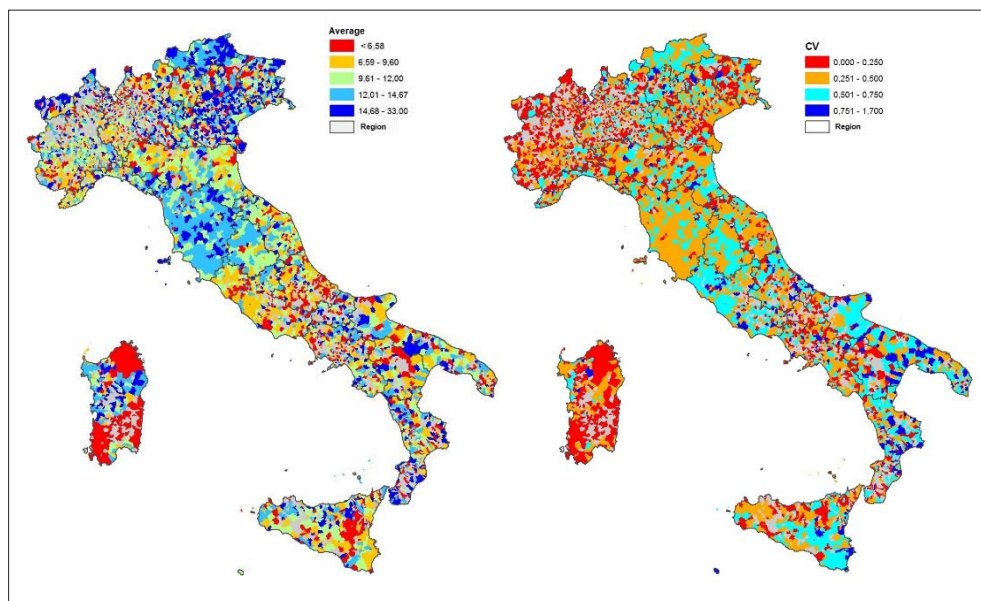 Average
< 6,58
6.59 - 9,60
9.61 - 12,00
12,01 - 14,67
14,68 - 33,00
Region
CV
0,000 - 0,250
0,251 - 0,500
0,501 - 0,750
0,751 - 1,700
Region